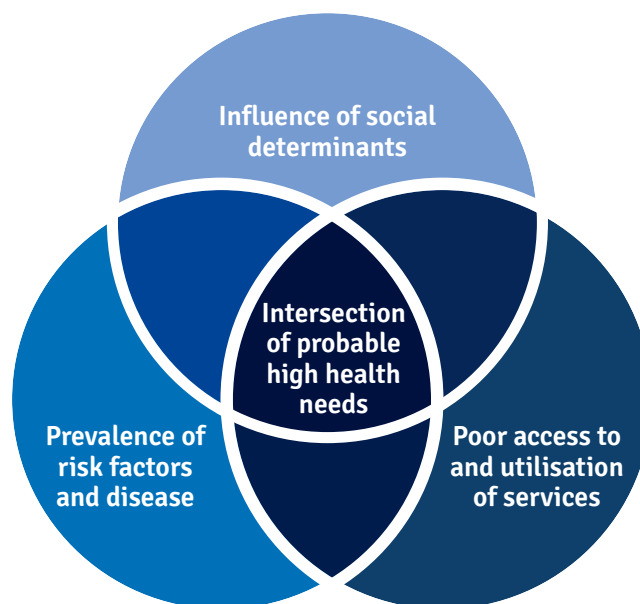 Influence of social
determinants
Intersection
of probable
high health
needs
Prevalence of
risk factors
and disease
Poor access to
and utilisation
of services